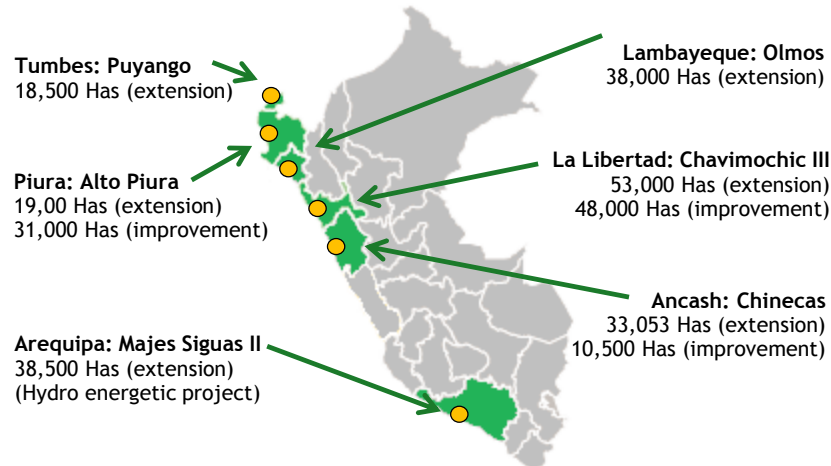 Tumbes: Puyango
18,500 Has (extension)
Piura: Alto Piura
19,00 Has (extension)
31,000 Has (improvement)
Arequipa: Majes Siguas II
38,500 Has (extension)
(Hydro energetic project)
Lambayeque: Olmos
38,000 Has (extension)
La Libertad: Chavimochic III
53,000 Has (extension)
48,000 Has (improvement)
Ancash: Chinecas
33,053 Has (extension)
10,500 Has (improvement)